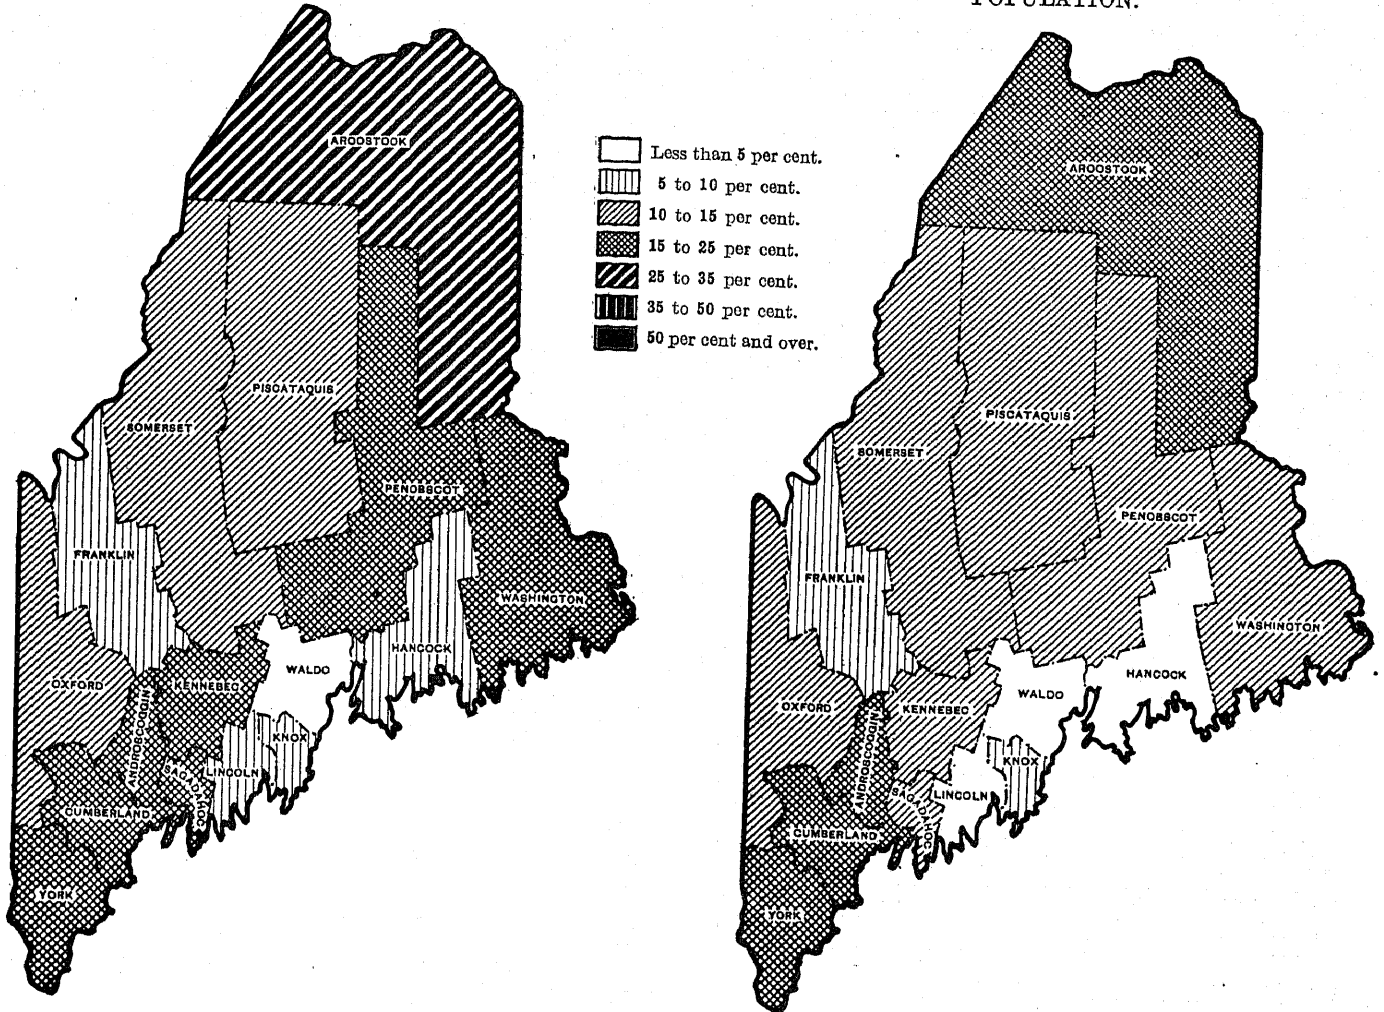 POPULATION.
AROOSTOOK
PISCATAQUIS
SOMERSET
PENOBSCOT
FRANKLIN
WASHINGTON
HANCOCK
WALDO
OXFORD
KENNEBEC
ANDROSCOGGIN
KNOX
LINCOLN
SAGADAHOC
CUMBERLAND
YORK
Less than 5 per cent.
5 to 10 per cent.
10 to 15 per cent.
15 to 25 per cent.
25 to 35 per cent.
35 to 50 per cent.
50 per cent and over.
AROOSTOOK
PISCATAQUIS
SOMERSET
PENOBSCOT
FRANKLIN
WASHINGTON
HANCOCK
WALDO
OXFORD
KENNEBEC
ANDROSCOGGIN
KNOX
LINCOLN
SAGADAHOC
CUMBERLAND
YORK